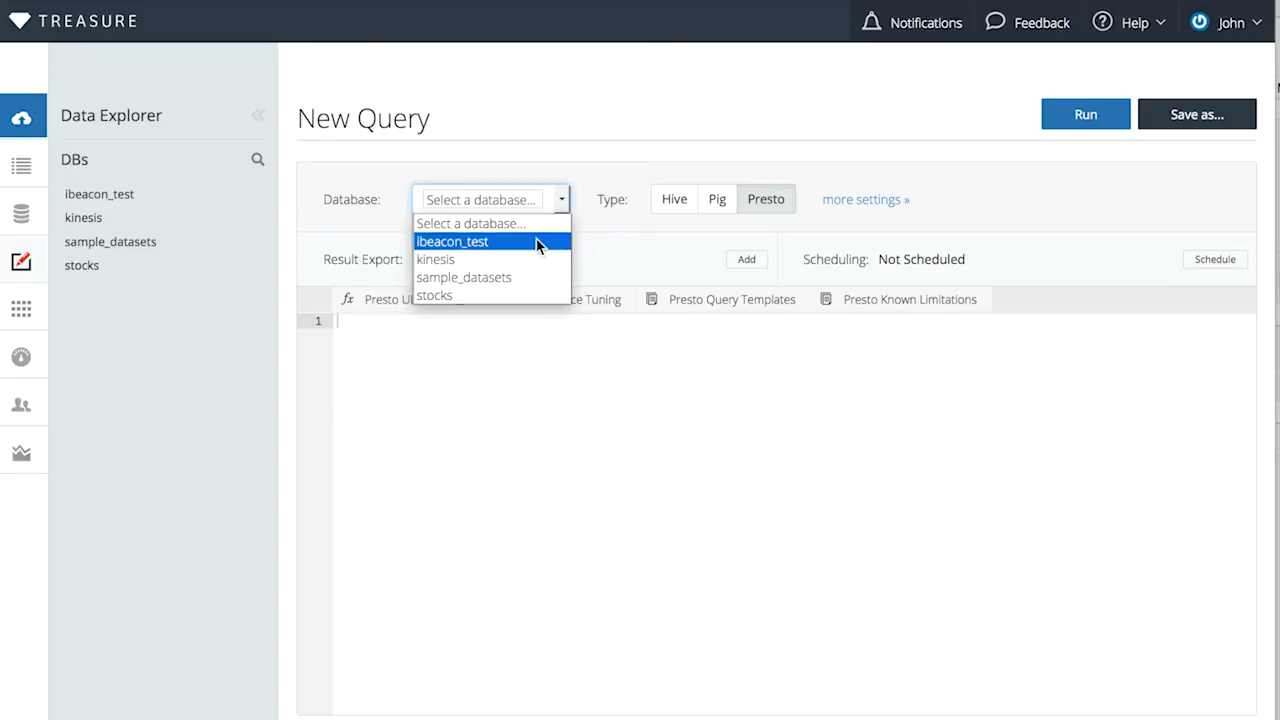 TREASURE
Notifications
Feedback
Help
John
Data Explorer
DBs
ibeacon_test
kinesis
sample_datasets
stocks
New Query
Run
Save as...
Database:
Select a database...
Select a database...
ibeacon_test
kinesis
sample_datasets
stocks
Type:
Hive
Pig
Presto
more settings »
Result Export:
Add
Scheduling:
Not Scheduled
Schedule
fx
Presto
Tuning
Presto Query Templates
Presto Known Limitations
1